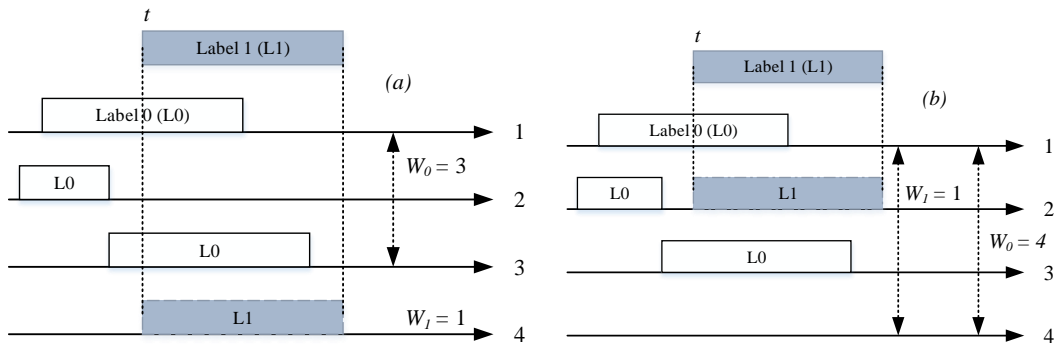 t
Label 1 (L1)
(a)
Label 0 (L0)
1
W0 = 3
L0
2
L0
3
L1
W1 = 1
4
t
Label 1 (L1)
(b)
Label 0 (L0)
1
W1 = 1
L0
L1
2
W0 = 4
L0
3
4